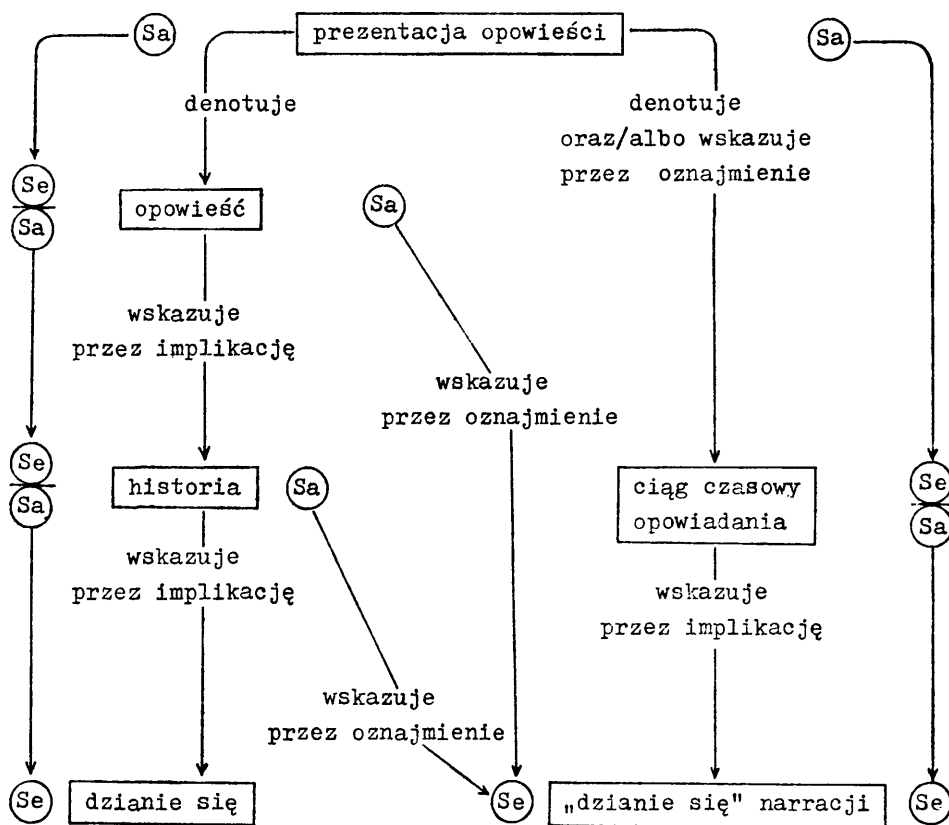 Sa
prezentacja opowieści
Sa
denotuje
denotuje
oraz/albo wskazuje
przez oznajmienie
Se
Sa
opowieść
Sa
wskazuje
przez implikację
wskazuje
przez oznajmienie
Se
Sa
historia
Sa
ciąg czasowy
opowiadania
Se
Sa
wskazuje
przez implikację
wskazuje
przez implikację
wskazuje
przez oznajmienie
Se
dzianie się
Se
„dzianie się" narracji
Se